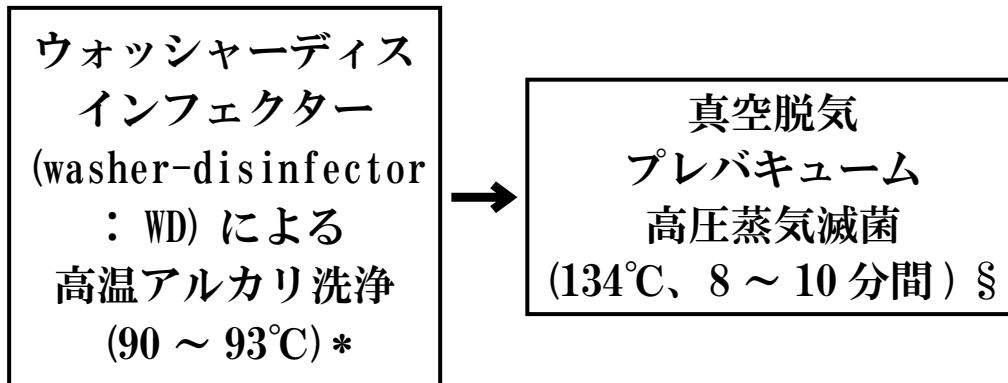 ウォッシャーディス
インフェクター
(washer-disinfector
: WD) による
高温アルカリ洗浄
(90 ～ 93℃) *
真空脱気
プレバキューム
高圧蒸気滅菌
(134℃、8 ～ 10 分間 ) §